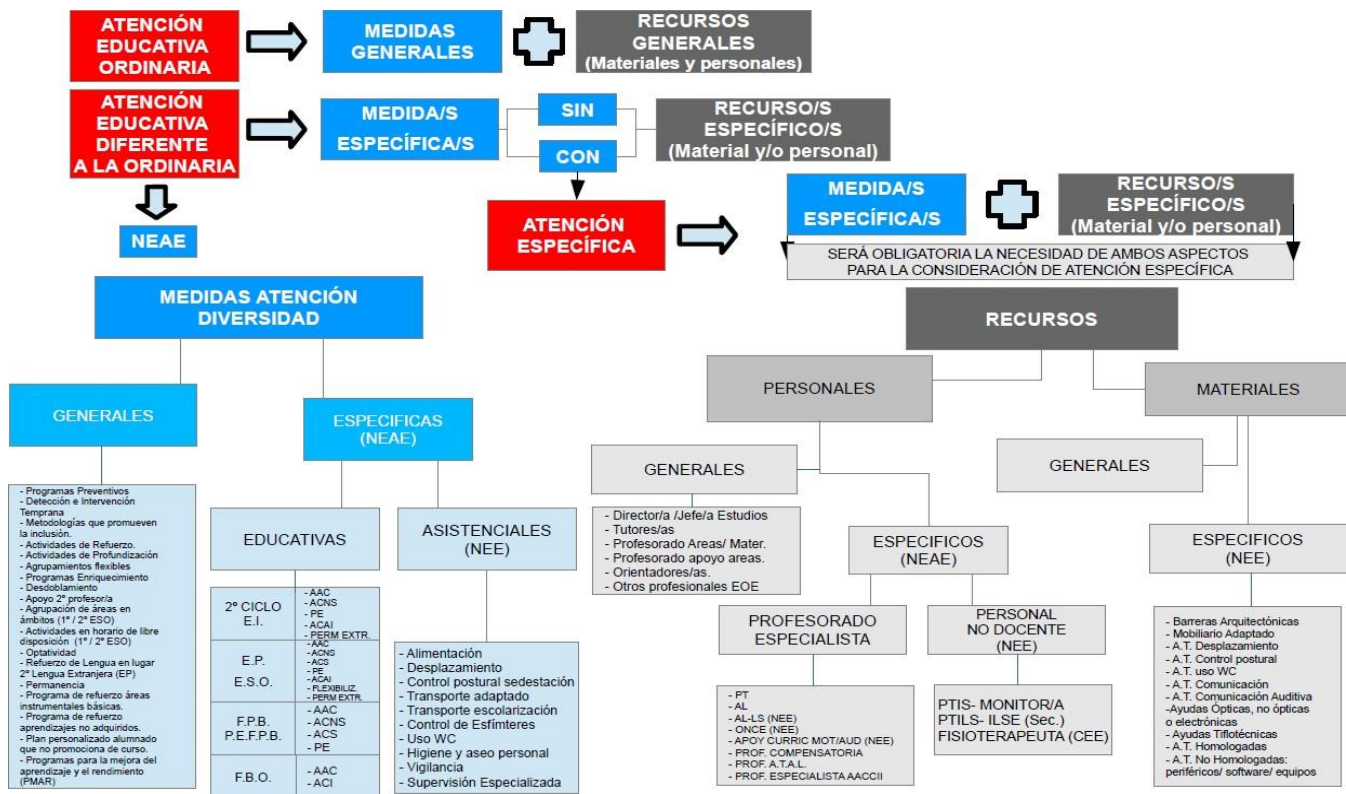 ATENCIÓN
EDUCATIVA
ORDINARIA
MEDIDAS
GENERALES
RECURSOS
GENERALES
(Materiales y personales)
ATENCIÓN
EDUCATIVA
DIFERENTE
A LA ORDINARIA
MEDIDA/S
ESPECÍFICA/S
SIN
CON
RECURSO/S
ESPECÍFICO/S
(Material y/o personal)
NEAE
ATENCIÓN
ESPECÍFICA
MEDIDA/S
ESPECÍFICA/S
RECURSO/S
ESPECÍFICO/S
(Material y/o personal)
SERÁ OBLIGATORIA LA NECESIDAD DE AMBOS ASPECTOS
PARA LA CONSIDERACIÓN DE ATENCIÓN ESPECÍFICA
MEDIDAS ATENCIÓN
DIVERSIDAD
GENERALES
ESPECIFICAS
(NEAE)
- Programas Preventivos
- Detección e Intervención
Temprana
- Metodologías que promueven
la inclusión.
- Actividades de Refuerzo.
- Actividades de Profundización
- Agrupamientos flexibles
- Programas Enriquecimiento
- Desdoblamiento
- Apoyo 2º profesor/a
- Agrupación de áreas en
ámbitos (1º / 2º ESO)
- Actividades en horario de libre
disposición (1º / 2º ESO)
- Optatividad
- Refuerzo de Lengua en lugar
2º Lengua Extranjera (EP)
- Permanencia
- Programa de refuerzo áreas
instrumentales básicas.
- Programa de refuerzo
aprendizajes no adquiridos.
- Plan personalizado alumnado
que no promociona de curso.
- Programas para la mejora del
aprendizaje y el rendimiento
(PMAR)
EDUCATIVAS
2º CICLO
E.I.
- AAC
- ACNS
- PE
- ACAI
- PERM EXTR.
E.P.
E.S.O.
- AAC
- ACNS
- ACS
- PE
- ACAI
- FLEXIBILIZ.
- PERM EXTR.
F.P.B.
P.E.F.P.B.
- AAC
- ACNS
- ACS
- PE
F.B.O.
- AAC
- ACI
ASISTENCIALES
(NEE)
- Alimentación
- Desplazamiento
- Control postural sedestación
- Transporte adaptado
- Transporte escolarización
- Control de Esfímteres
- Uso WC
- Higiene y aseo personal
- Vigilancia
- Supervisión Especializada
RECURSOS
PERSONALES
MATERIALES
GENERALES
- Director/a /Jefe/a Estudios
- Tutores/as
- Profesorado Areas/ Mater.
- Profesorado apoyo areas.
- Orientadores/as.
- Otros profesionales EOE
ESPECIFICOS
(NEAE)
PROFESORADO
ESPECIALISTA
- PT
- AL
- AL-LS (NEE)
- ONCE (NEE)
- APOY CURRIC MOT/AUD (NEE)
- PROF. COMPENSATORIA
- PROF. A.T.A.L.
- PROF. ESPECIALISTA AACCII
PERSONAL
NO DOCENTE
(NEE)
PTIS- MONITOR/A
PTILS- ILSE (Sec.)
FISIOTERAPEUTA (CEE)
GENERALES
ESPECIFICOS
(NEE)
- Barreras Arquitectónicas
- Mobiliario Adaptado
- A.T. Desplazamiento
- A.T. Control postural
- A.T. uso WC
- A.T. Comunicación
- A.T. Comunicación Auditiva
-Ayudas Ópticas, no ópticas
o electrónicas
- Ayudas Tiflotécnicas
- A.T. Homologadas
- A.T. No Homologadas:
periféricos/ software/ equipos